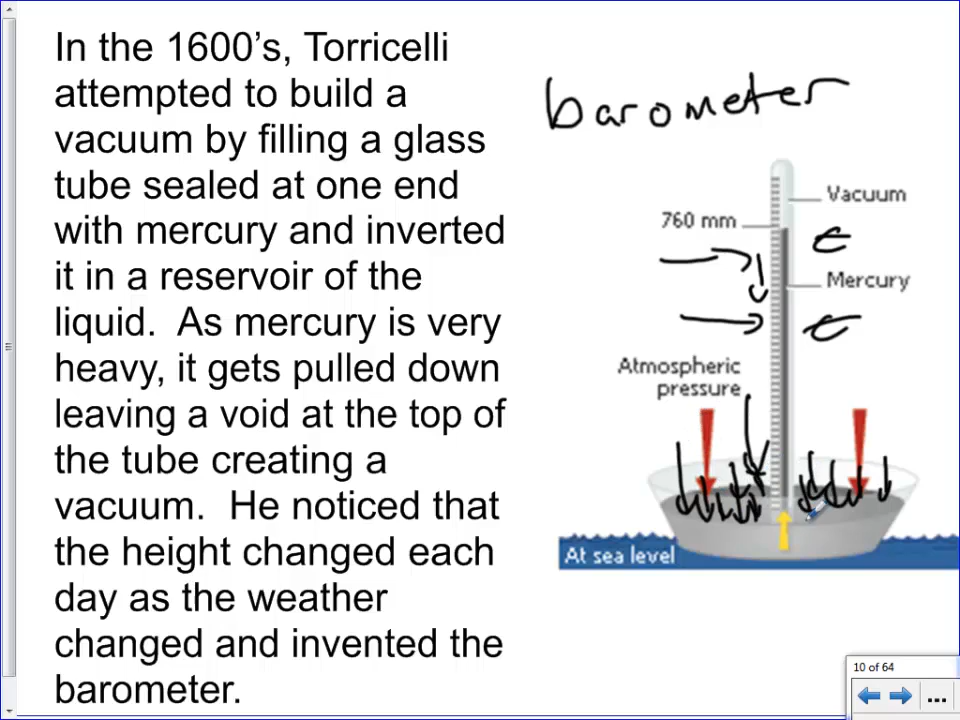 In the 1600's, Torricelli
attempted to build a
vacuum by filling a glass
tube sealed at one end
with mercury and inverted
it in a reservoir of the
liquid.  As mercury is very
heavy, it gets pulled down
leaving a void at the top of
the tube creating a
vacuum.  He noticed that
the height changed each
day as the weather
changed and invented the
barometer.
barometer
Vacuum
760 mm
Mercury
Atmospheric
pressure
At sea level
10 of 64
...